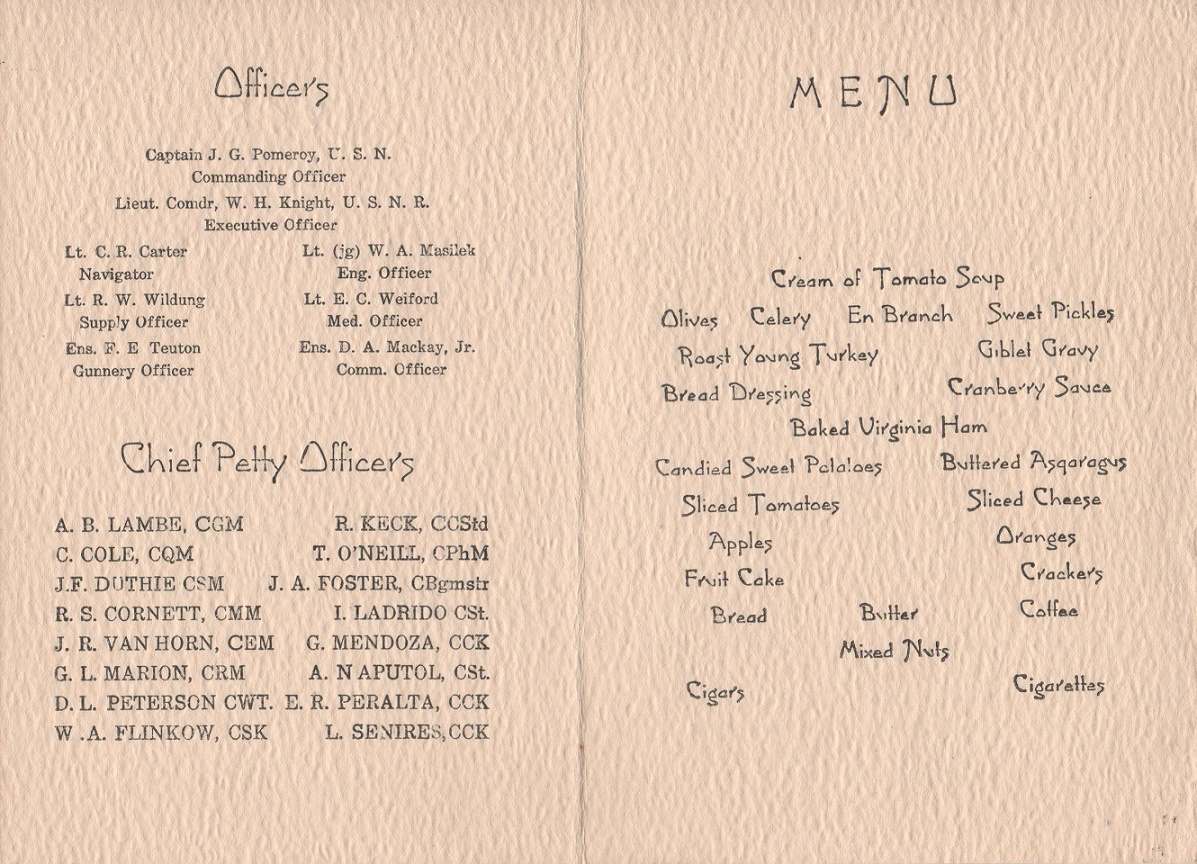 Officers
Captain J. G. Pomeroy, U. S. N.
Commanding Officer
Lieut. Comdr, W. H. Knight, U. S. N. R.
Executive Officer
Lt. C. R. Carter Lt. (jg) W. A. Masilek
Navigator Eng. Officer
Lt. R. W. Wildung Lt. E. C. Weiford
Supply Officer Med. Officer
Ens. F. E Teuton Ens. D. A. Mackay, Jr.
Gunnery Officer Comm. Officer
Chief Petty Officers
A. B. LAMBE, CGM R. KECK, CCStd
C. COLE, CQM T. O'NEILL, CPhM
J.F. DUTHIE CSM J. A. FOSTER, CBgmstr
R. S. CORNETT, CMM I. LADRIDO CSt.
J. R. VAN HORN, CEM G. MENDOZA, CCK
G. L. MARION, CRM A. N APUTOL, CSt.
D. L. PETERSON CWT. E. R. PERALTA, CCK
W .A. FLINKOW, CSK L. SENIRES, CCK
MENU
Cream of Tomato Soup
Olives Celery En Branch Sweet Pickles
Roast Young Turkey Giblet Gravy
Bread Dressing Cranberry Sauce
Baked Virginia Ham
Candied Sweet Potatoes Buttered Asqaragus
Sliced Tomatoes Sliced Cheese
Apples Oranges
Fruit Cake Crackers
Bread Butter Coffee
Mixed Nuts
Cigars Cigarettes